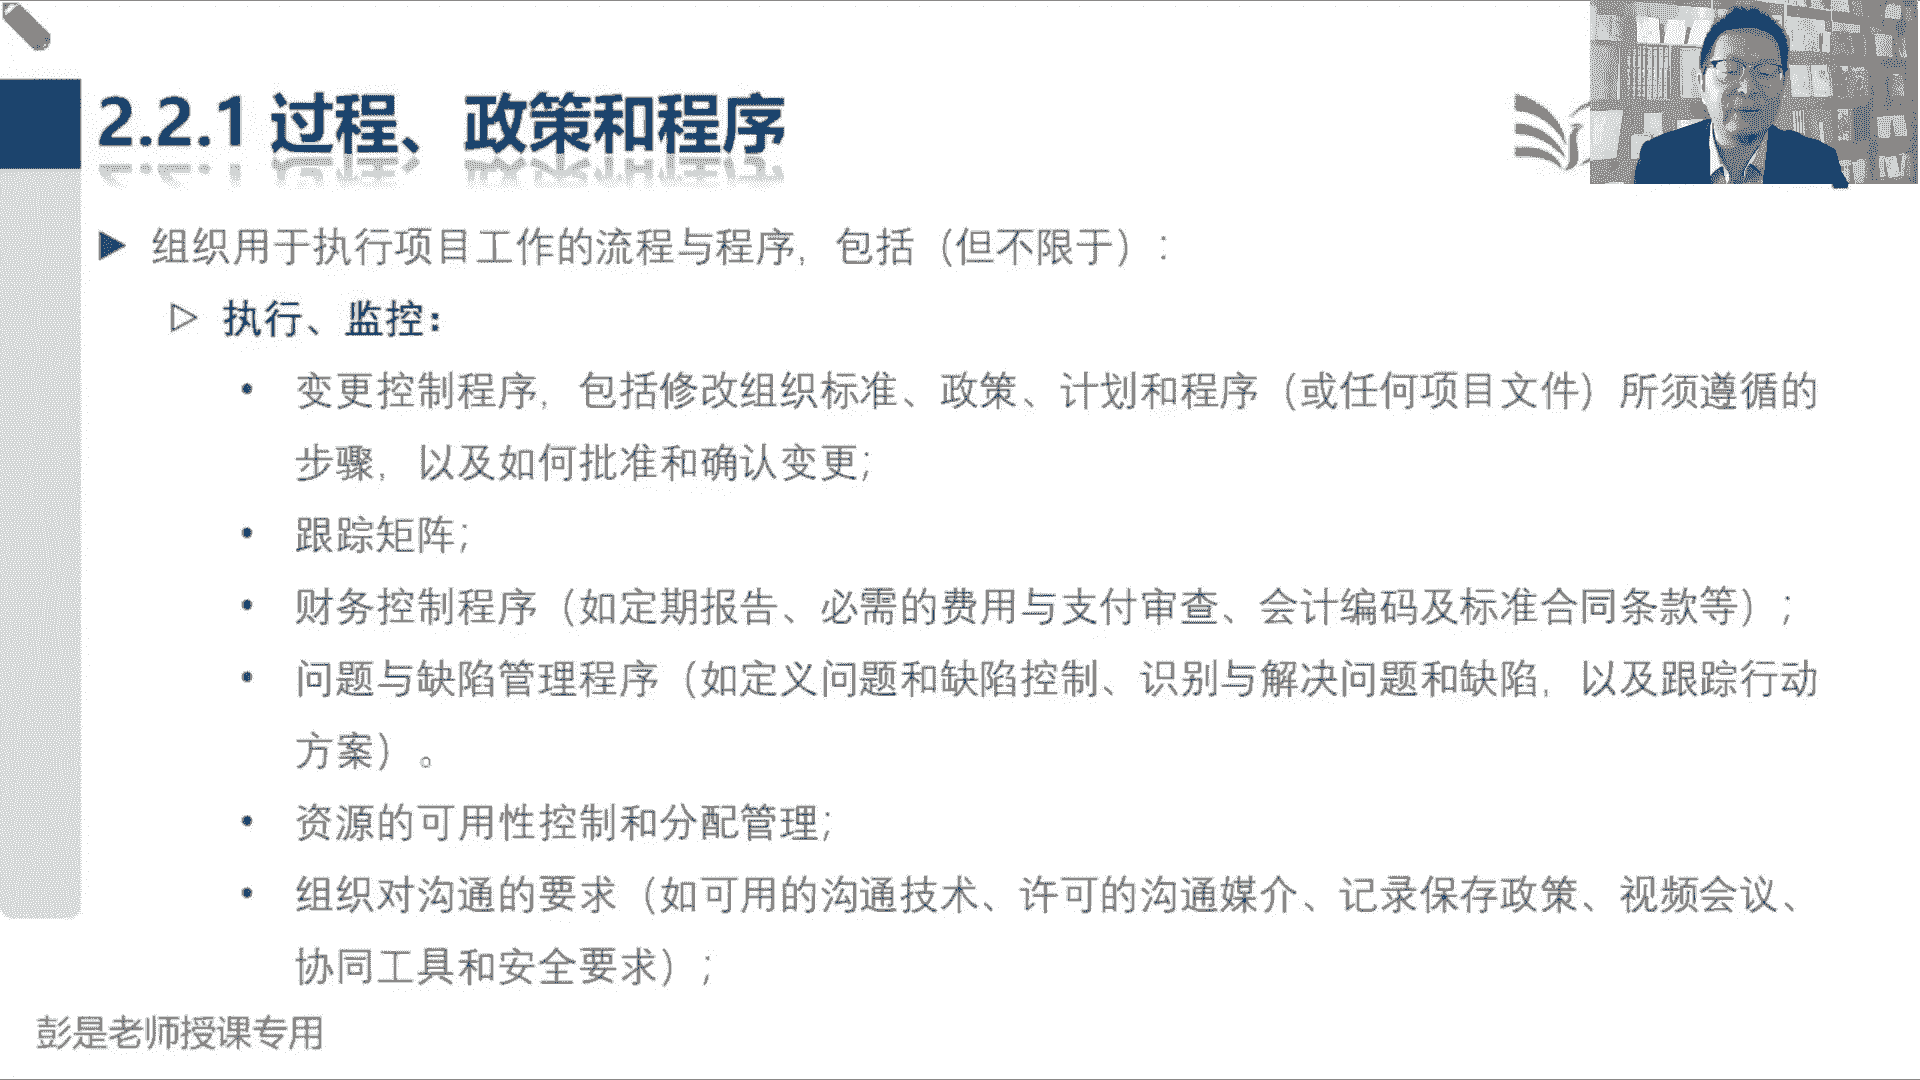 2.2.1 过程、政策和程序
组织用于执行项目工作的流程与程序，包括（但不限于）：
执行、监控：
变更控制程序，包括修改组织标准、政策、计划和程序（或任何项目文件）所须遵循的
步骤，以及如何批准和确认变更；
跟踪矩阵；
财务控制程序（如定期报告、必需的费用与支付审查、会计编码及标准合同条款等）；
问题与缺陷管理程序（如定义问题和缺陷控制、识别与解决问题和缺陷，以及跟踪行动
方案）。
资源的可用性控制和分配管理；
组织对沟通的要求（如可用的沟通技术、许可的沟通媒介、记录保存政策、视频会议、
协同工具和安全要求）；
彭是老师授课专用